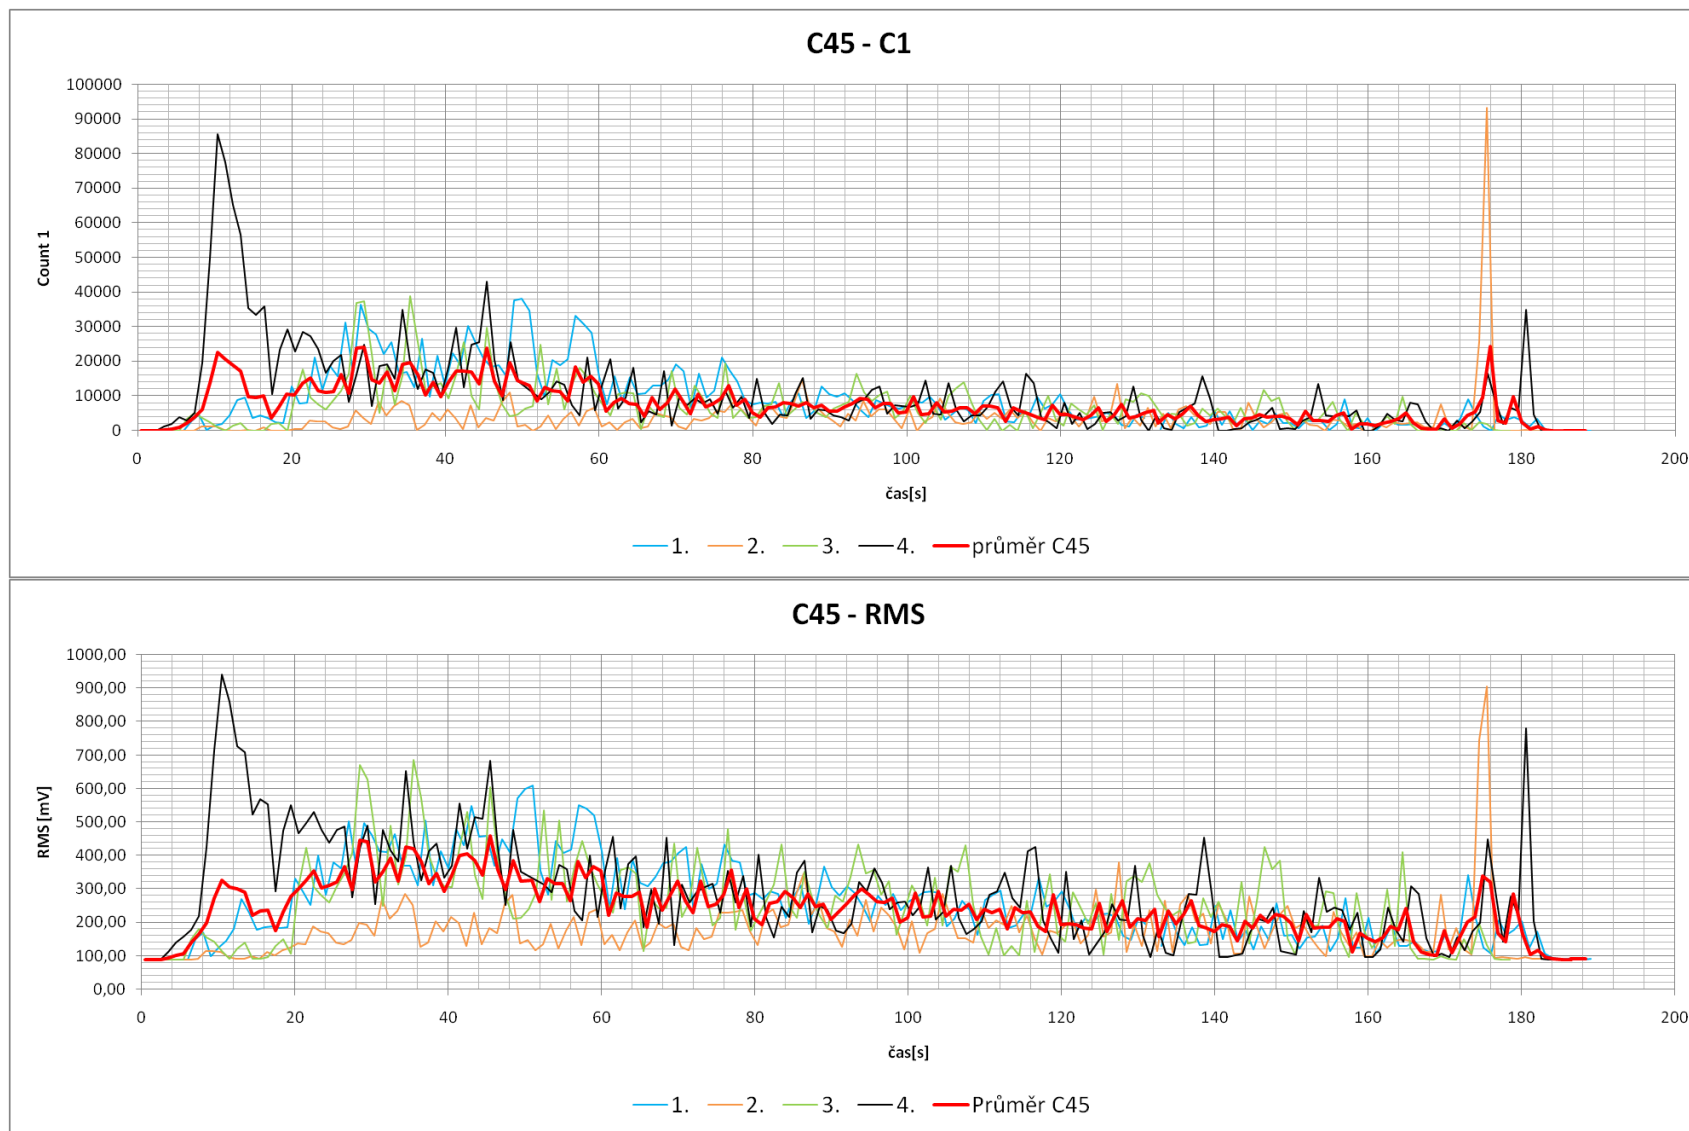 C45 - C1
100000
90000
80000
70000
60000
50000
40000
30000
20000
10000
0
Count 1
0 20 40 60 80 100 120 140 160 180 200
čas[s]
1. 2. 3. 4. průměr C45
C45 - RMS
1000,00
900,00
800,00
700,00
600,00
500,00
400,00
300,00
200,00
100,00
0,00
RMS [mV]
0 20 40 60 80 100 120 140 160 180 200
čas[s]
1. 2. 3. 4. Průměr C45